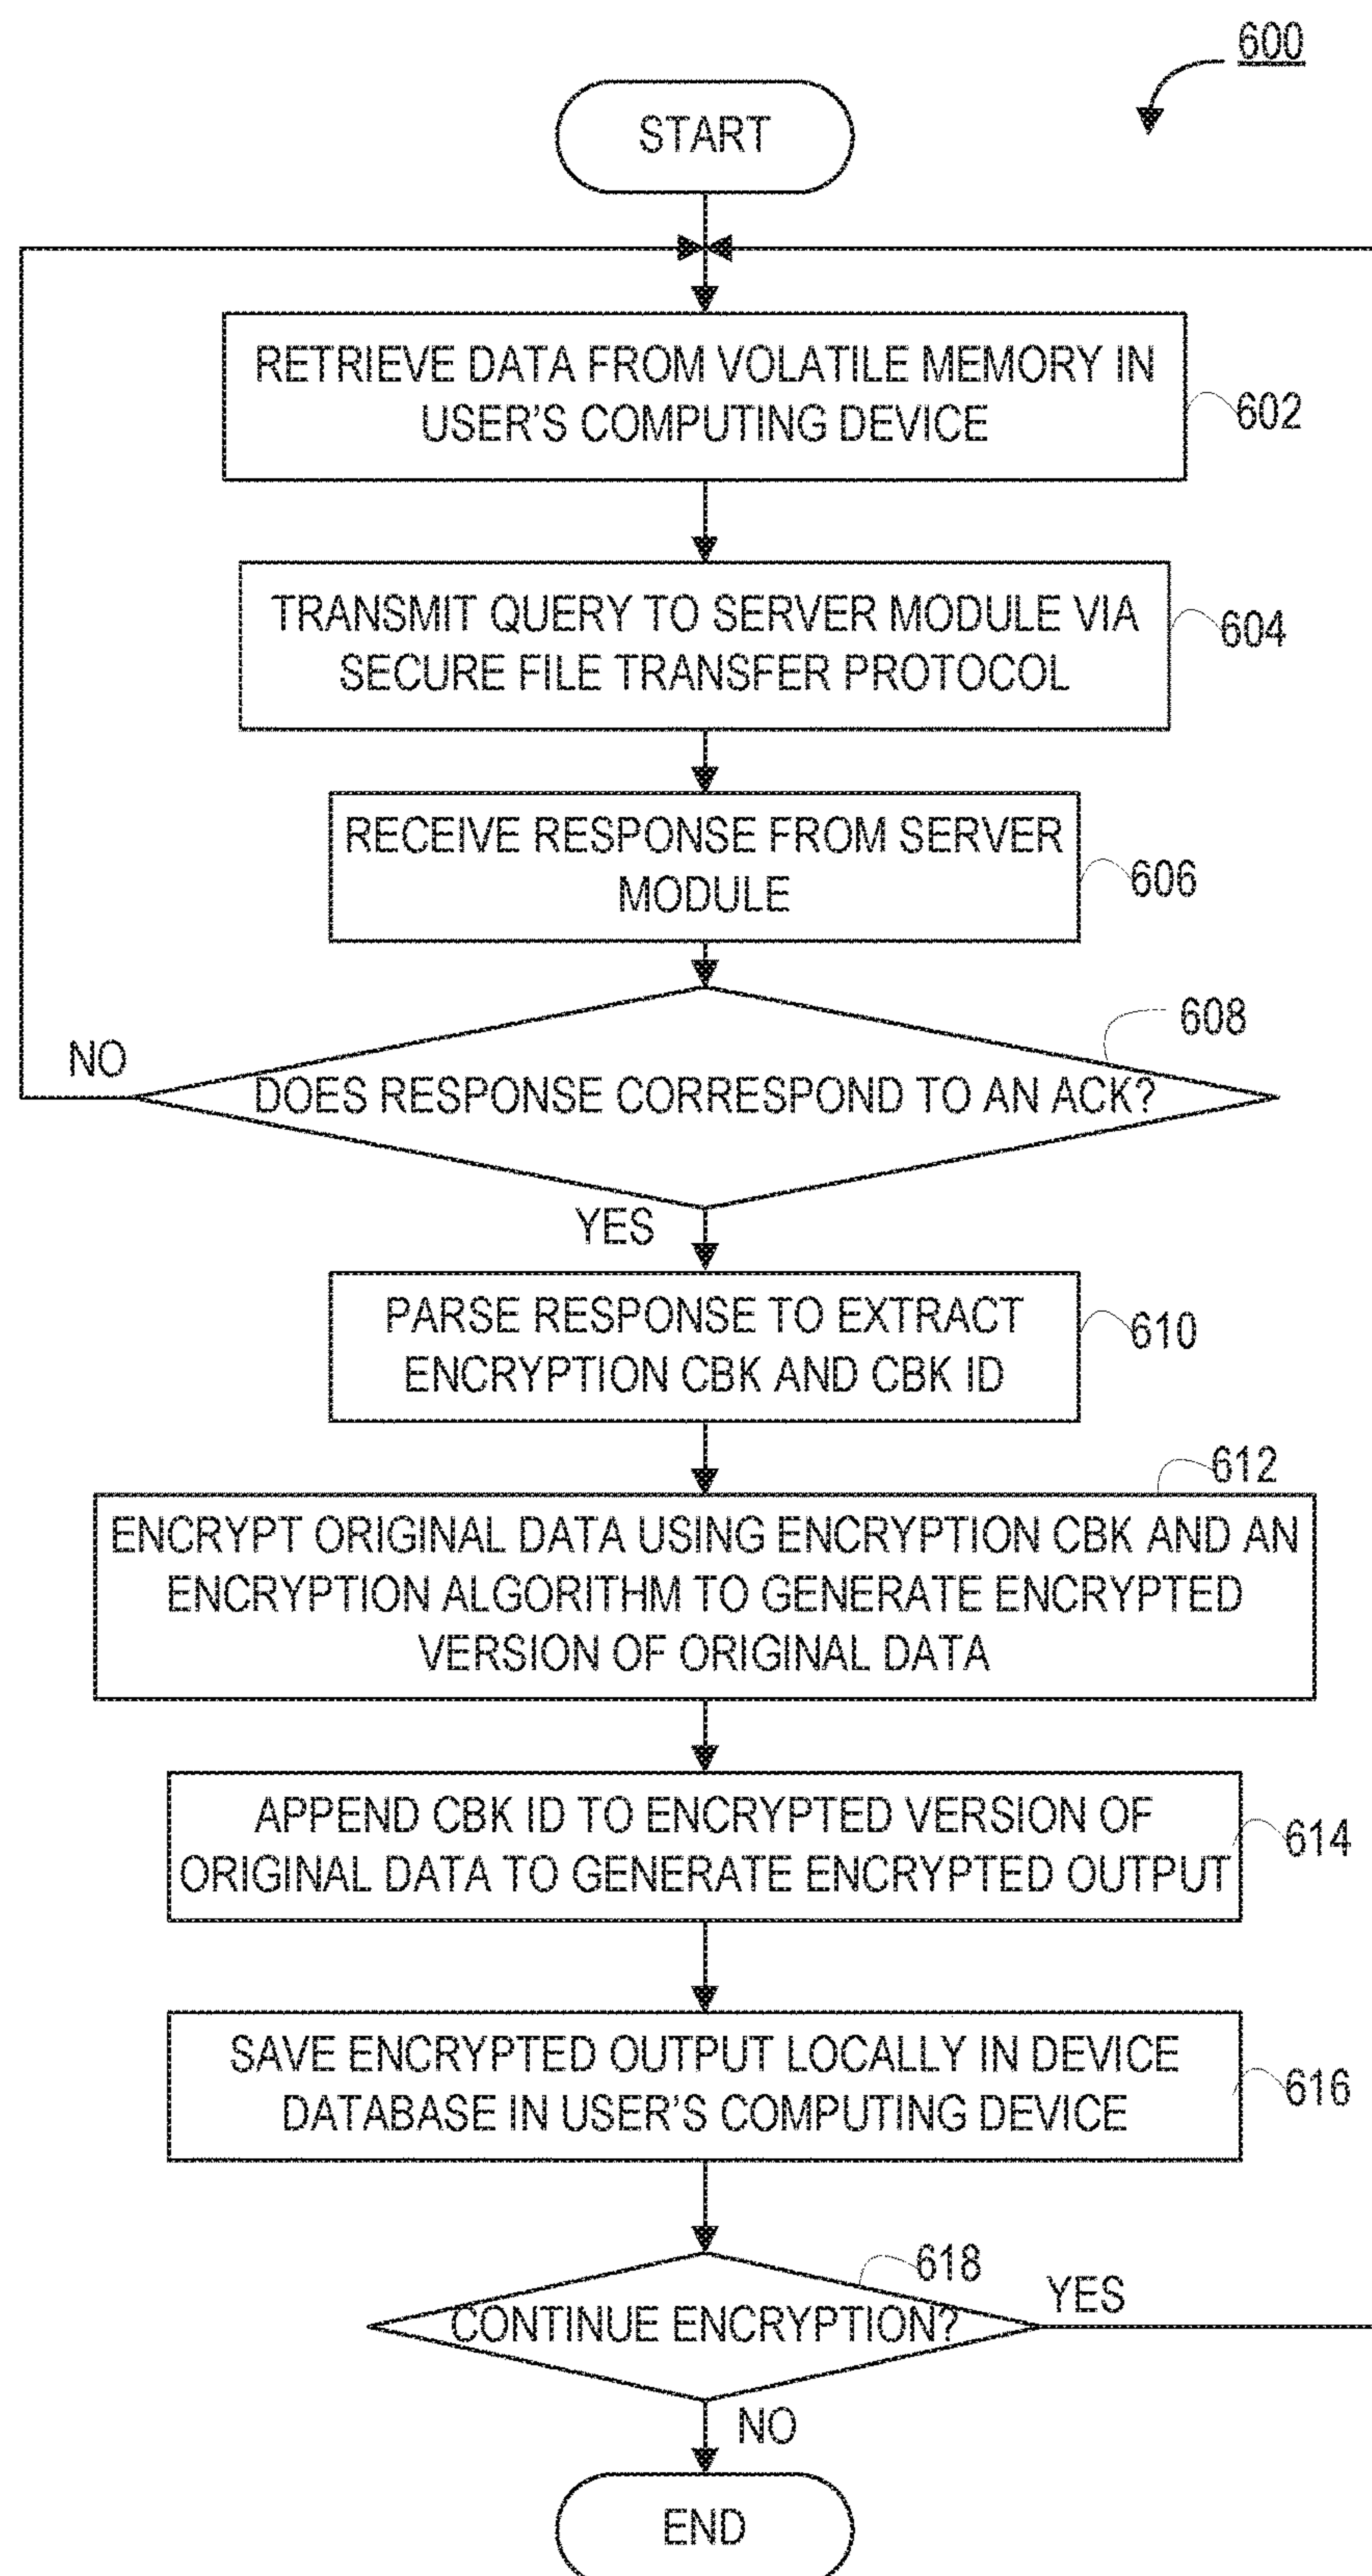 600
START
RETRIEVE DATA FROM VOLATILE MEMORY IN
USER'S COMPUTING DEVICE
602
TRANSMIT QUERY TO SERVER MODULE VIA
SECURE FILE TRANSFER PROTOCOL
604
RECEIVE RESPONSE FROM SERVER
MODULE
606
608
NO
DOES RESPONSE CORRESPOND TO AN ACK?
YES
PARSE RESPONSE TO EXTRACT
ENCRYPTION CBK AND CBK ID
610
612
ENCRYPT ORIGINAL DATA USING ENCRYPTION CBK AND AN
ENCRYPTION ALGORITHM TO GENERATE ENCRYPTED
VERSION OF ORIGINAL DATA
APPEND CBK ID TO ENCRYPTED VERSION OF
ORIGINAL DATA TO GENERATE ENCRYPTED OUTPUT
614
SAVE ENCRYPTED OUTPUT LOCALLY IN DEVICE
DATABASE IN USER'S COMPUTING DEVICE
616
618
YES
CONTINUE ENCRYPTION?
NO
END